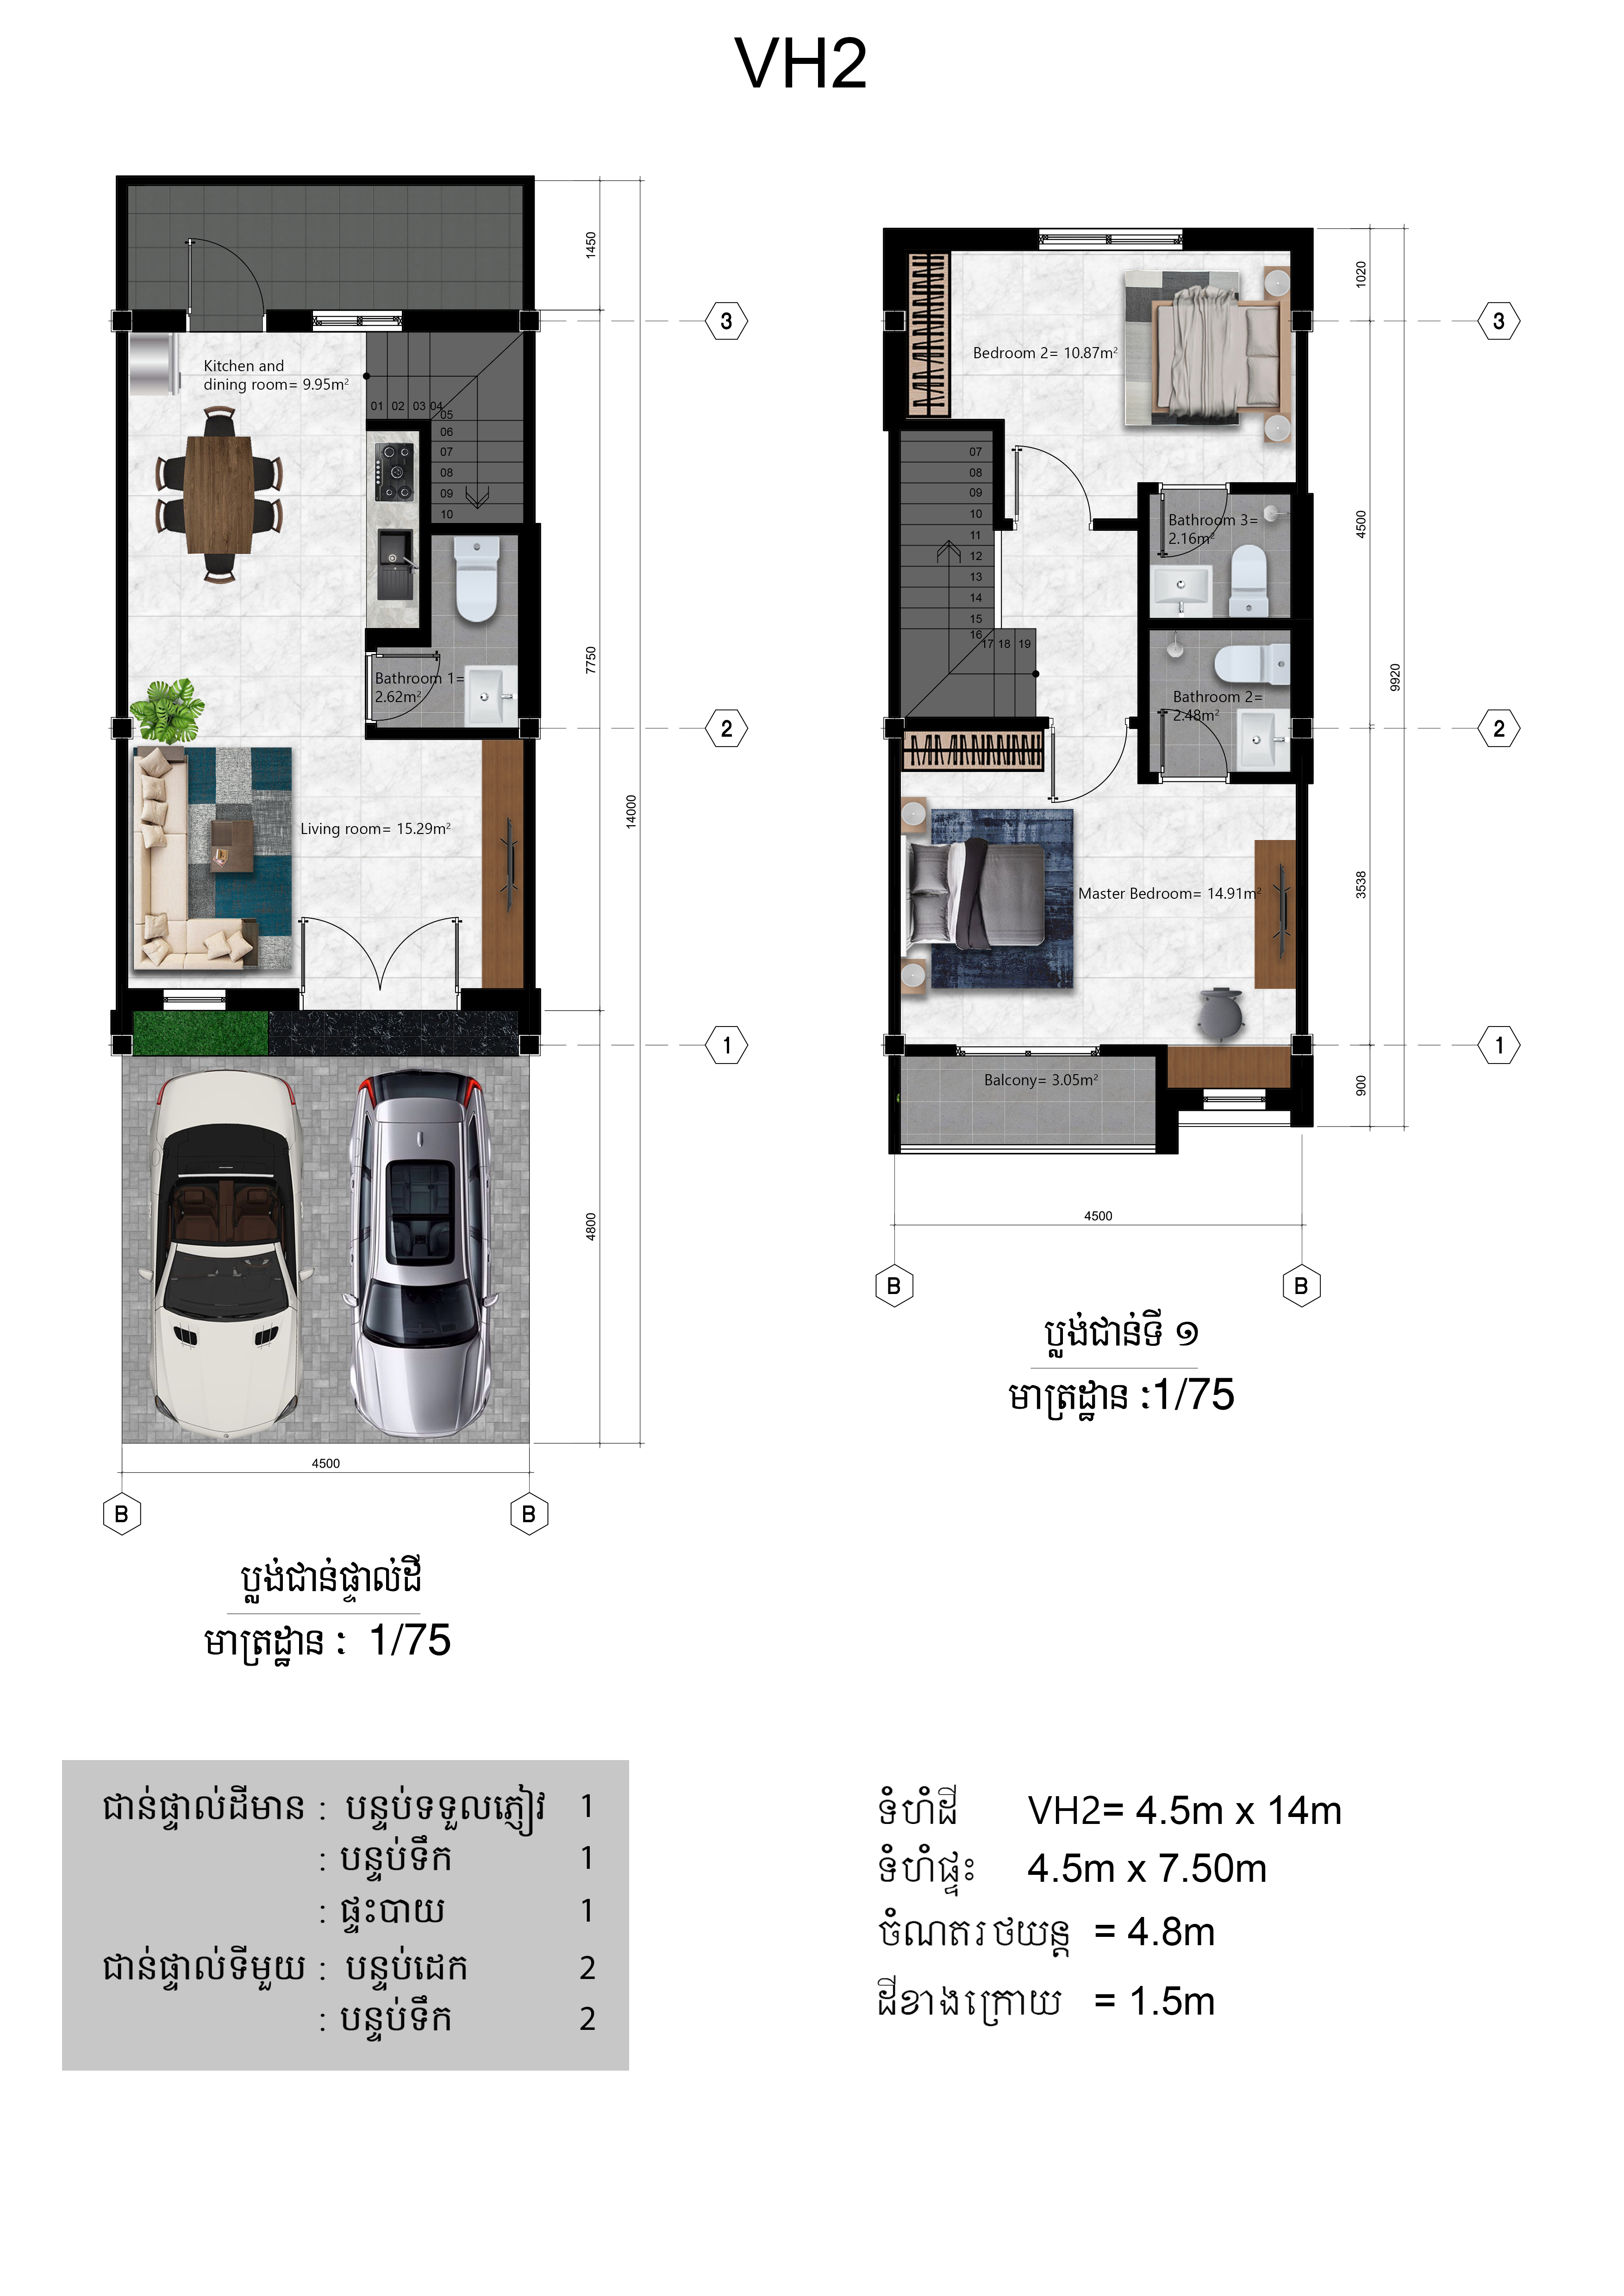 VH2
1450
Kitchen and
dining room= 9.95m²
01 02 03 04
05
06
07
08
09
10
Bathroom 1=
2.62m²
7750
14000
Living room= 15.29m²
4800
4500
3
2
1
B
B
ប្លង់ជាន់ផ្ទាល់ដី
មាត្រដ្ឋាន : 1/75
1020
Bedroom 2= 10.87m²
07
08
09
10
11
12
13
14
15
16
17 18 19
Bathroom 3=
2.16m²
4500
Bathroom 2=
2.48m²
9920
3538
Master Bedroom= 14.91m²
Balcony= 3.05m²
900
4500
3
2
1
B
B
ប្លង់ជាន់ទី ១
មាត្រដ្ឋាន :1/75
ជាន់ផ្ទាល់ដីមាន : បន្ទប់ទទួលភ្ញៀវ 1
: បន្ទប់ទឹក 1
: ផ្ទះបាយ 1
ជាន់ផ្ទាល់ទីមួយ : បន្ទប់ដេក 2
: បន្ទប់ទឹក 2
ទំហំដី VH2= 4.5m x 14m
ទំហំផ្ទះ 4.5m x 7.50m
ចំណតរថយន្ត = 4.8m
ដីខាងក្រោយ = 1.5m